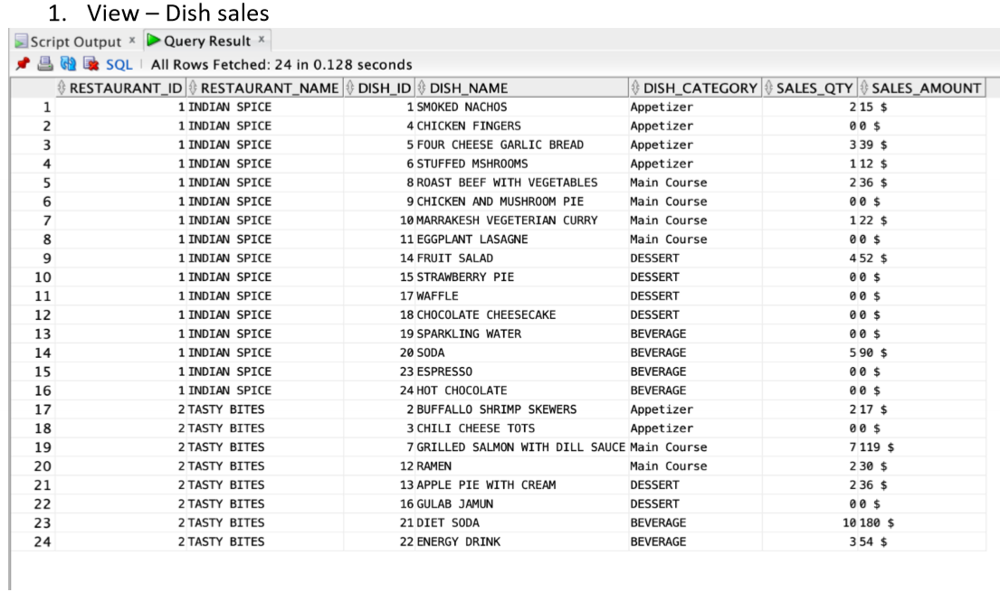 1. View – Dish sales
Script Output × Query Result ×
SQL | All Rows Fetched: 24 in 0.128 seconds
RESTAURANT_ID RESTAURANT_NAME DISH_ID DISH_NAME DISH_CATEGORY SALES_QTY SALES_AMOUNT
1 1 INDIAN SPICE 1 SMOKED NACHOS Appetizer 2 15 $
2 1 INDIAN SPICE 4 CHICKEN FINGERS Appetizer 0 0 $
3 1 INDIAN SPICE 5 FOUR CHEESE GARLIC BREAD Appetizer 3 39 $
4 1 INDIAN SPICE 6 STUFFED MSHROOMS Appetizer 1 12 $
5 1 INDIAN SPICE 8 ROAST BEEF WITH VEGETABLES Main Course 2 36 $
6 1 INDIAN SPICE 9 CHICKEN AND MUSHROOM PIE Main Course 0 0 $
7 1 INDIAN SPICE 10 MARRAKESH VEGETERIAN CURRY Main Course 1 22 $
8 1 INDIAN SPICE 11 EGGPLANT LASAGNE Main Course 0 0 $
9 1 INDIAN SPICE 14 FRUIT SALAD DESSERT 4 52 $
10 1 INDIAN SPICE 15 STRAWBERRY PIE DESSERT 0 0 $
11 1 INDIAN SPICE 17 WAFFLE DESSERT 0 0 $
12 1 INDIAN SPICE 18 CHOCOLATE CHEESECAKE DESSERT 0 0 $
13 1 INDIAN SPICE 19 SPARKLING WATER BEVERAGE 0 0 $
14 1 INDIAN SPICE 20 SODA BEVERAGE 5 90 $
15 1 INDIAN SPICE 23 ESPRESSO BEVERAGE 0 0 $
16 1 INDIAN SPICE 24 HOT CHOCOLATE BEVERAGE 0 0 $
17 2 TASTY BITES 2 BUFFALLO SHRIMP SKEWERS Appetizer 2 17 $
18 2 TASTY BITES 3 CHILI CHEESE TOTS Appetizer 0 0 $
19 2 TASTY BITES 7 GRILLED SALMON WITH DILL SAUCE Main Course 7 119 $
20 2 TASTY BITES 12 RAMEN Main Course 2 30 $
21 2 TASTY BITES 13 APPLE PIE WITH CREAM DESSERT 2 36 $
22 2 TASTY BITES 16 GULAB JAMUN DESSERT 0 0 $
23 2 TASTY BITES 21 DIET SODA BEVERAGE 10 180 $
24 2 TASTY BITES 22 ENERGY DRINK BEVERAGE 3 54 $